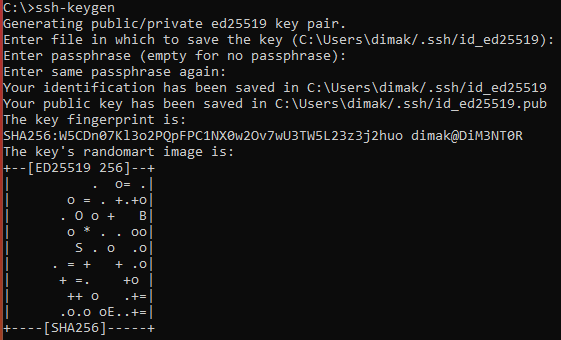 C:\>ssh-keygen
Generating public/private ed25519 key pair.
Enter file in which to save the key (C:\Users\dimak/.ssh/id_ed25519):
Enter passphrase (empty for no passphrase):
Enter same passphrase again:
Your identification has been saved in C:\Users\dimak/.ssh/id_ed25519
Your public key has been saved in C:\Users\dimak/.ssh/id_ed25519.pub
The key fingerprint is:
SHA256:W5CDn07Kl3o2PQpFPC1NX0w2Ov7wU3TW5L23z3j2huo dimak@DiM3NT0R
The key's randomart image is:
+--[ED25519 256]--+
|          .  o= .|
|       o = . +.+o|
|      . O o +   B|
|       o * . . oo|
|        S . o  .o|
|     . = +   + .o|
|      + =.    +o |
|       ++ o   .+=|
|      .o.o oE..+=|
+----[SHA256]-----+